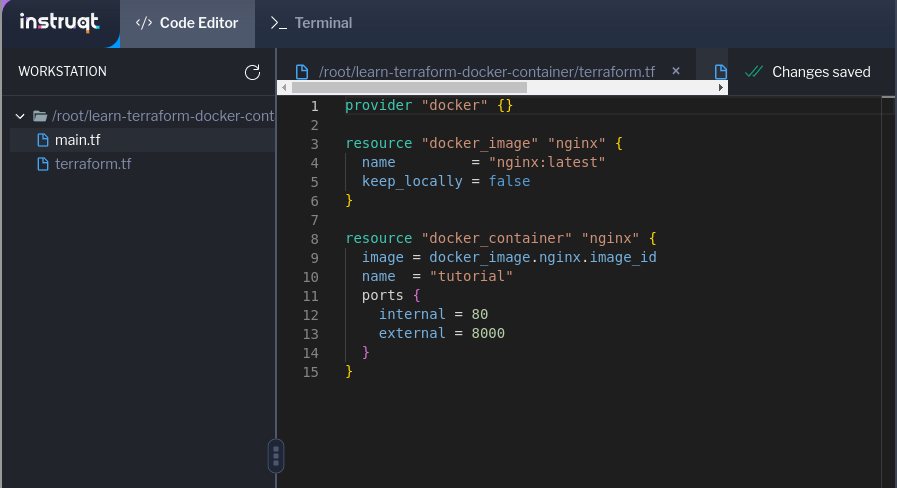 instruqt
</> Code Editor
>_ Terminal
WORKSTATION
/root/learn-terraform-docker-container/terraform.tf ×
Changes saved
/root/learn-terraform-docker-cont
main.tf
terraform.tf
1 provider "docker" {}
2
3 resource "docker_image" "nginx" {
4   name         = "nginx:latest"
5   keep_locally = false
6 }
7
8 resource "docker_container" "nginx" {
9   image = docker_image.nginx.image_id
10   name  = "tutorial"
11   ports {
12     internal = 80
13     external = 8000
14   }
15 }